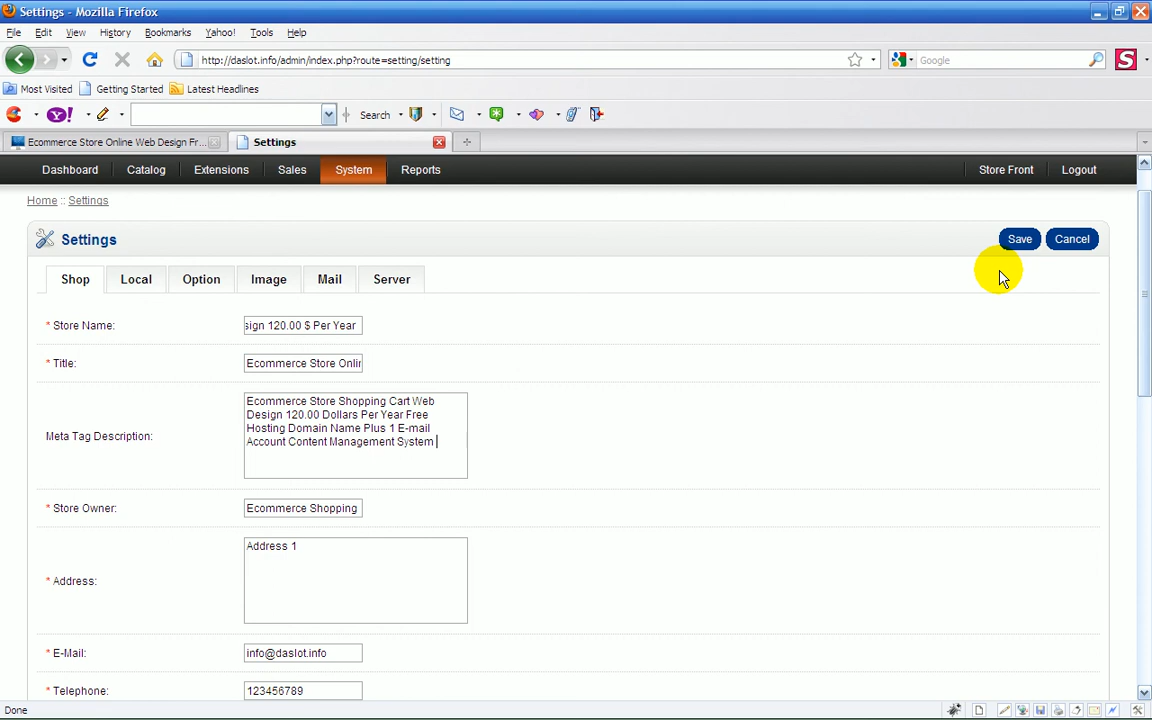 Settings - Mozilla Firefox
File Edit View History Bookmarks Yahoo! Tools Help
http://daslot.info/admin/index.php?route=setting/setting
Google
S
Most Visited Getting Started Latest Headlines
Y! Search
Ecommerce Store Online Web Design Fr... Settings
Dashboard Catalog Extensions Sales System Reports Store Front Logout
Home :: Settings
Settings Save Cancel
Shop Local Option Image Mail Server
* Store Name: sign 120.00 $ Per Year
* Title: Ecommerce Store Onlin
Meta Tag Description:
Ecommerce Store Shopping Cart Web
Design 120.00 Dollars Per Year Free
Hosting Domain Name Plus 1 E-mail
Account Content Management System
* Store Owner: Ecommerce Shopping
* Address: Address 1
* E-Mail: info@daslot.info
* Telephone: 123456789
Done